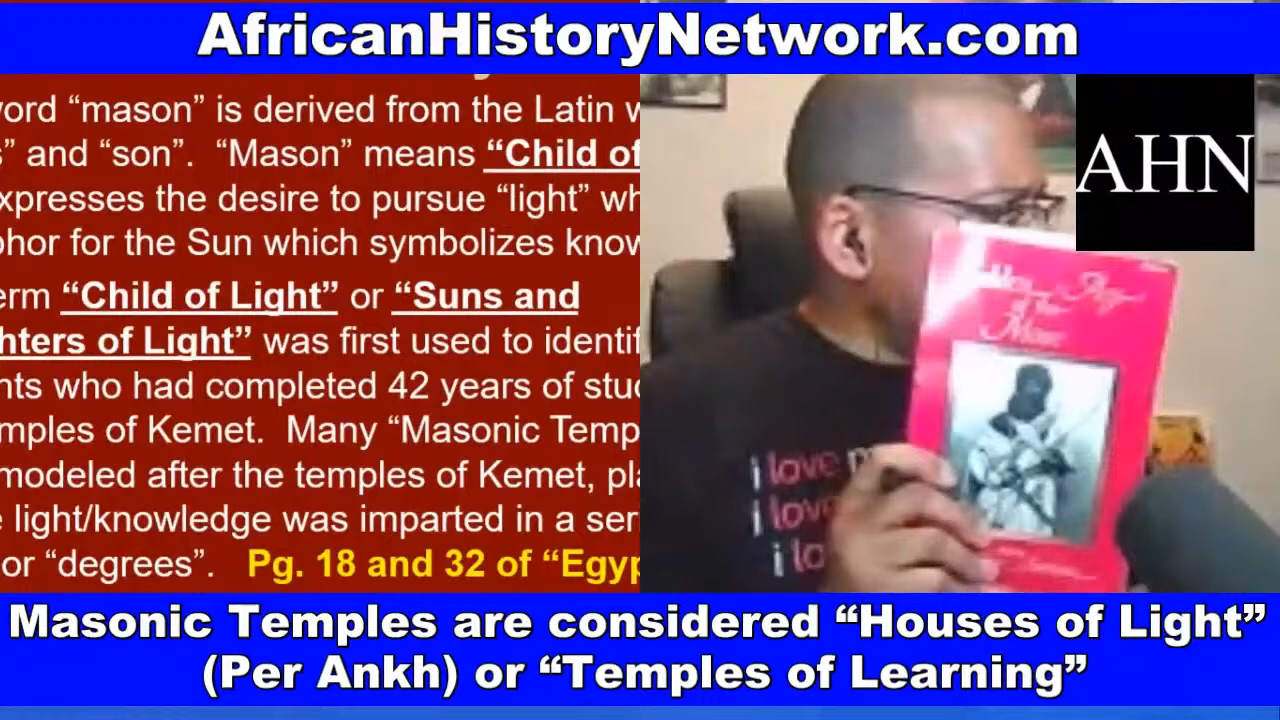 AfricanHistoryNetwork.com
word “mason” is derived from the Latin w
s” and “son”. “Mason” means “Child of
xpresses the desire to pursue “light” wh
phor for the Sun which symbolizes know
erm “Child of Light” or “Suns and
hters of Light” was first used to identif
nts who had completed 42 years of stud
mples of Kemet. Many “Masonic Temp
modeled after the temples of Kemet, pla
e light/knowledge was imparted in a ser
or “degrees”. Pg. 18 and 32 of “Egyp
AHN
of the
i love
i love
i lo
Masonic Temples are considered “Houses of Light”
(Per Ankh) or “Temples of Learning”